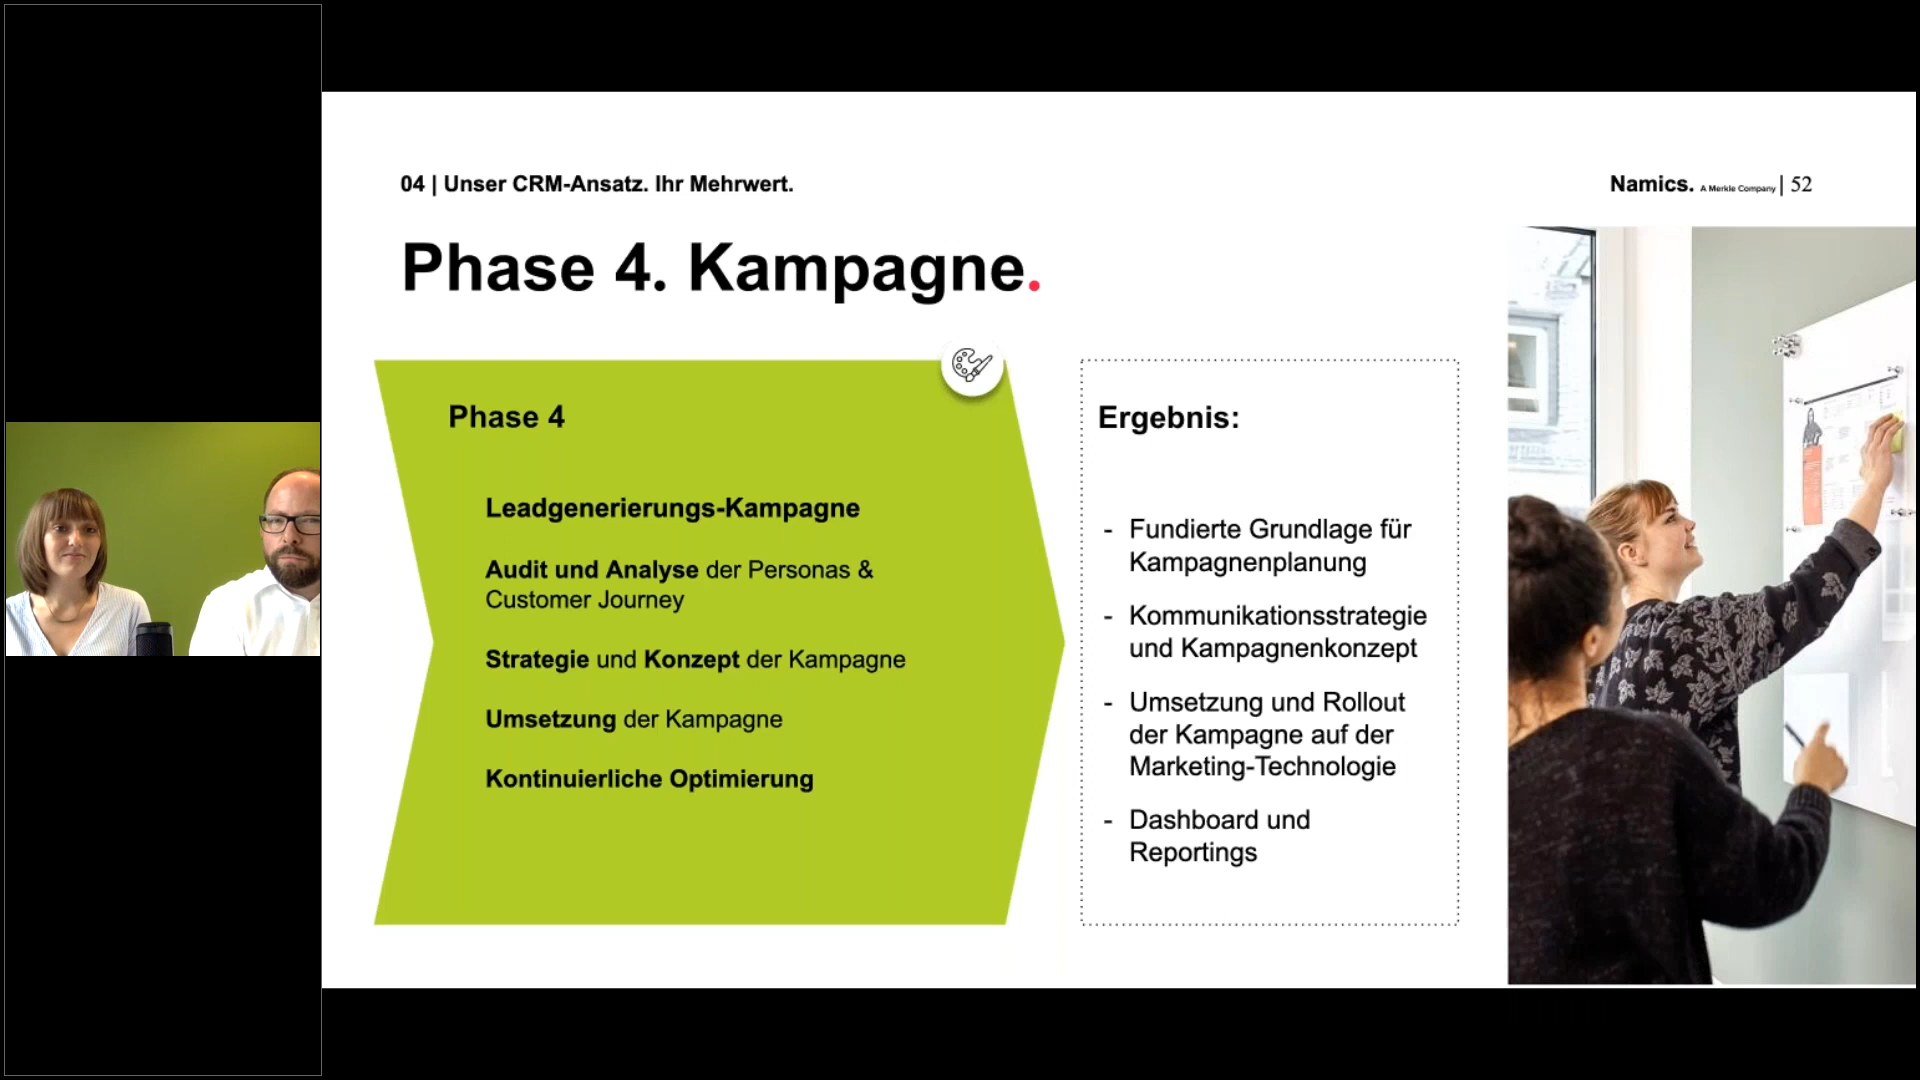 04 | Unser CRM-Ansatz. Ihr Mehrwert.
Namics. A Merkle Company | 52
Phase 4. Kampagne.
Phase 4
Leadgenerierungs-Kampagne
Audit und Analyse der Personas &
Customer Journey
Strategie und Konzept der Kampagne
Umsetzung der Kampagne
Kontinuierliche Optimierung
Ergebnis:
- Fundierte Grundlage für
Kampagnenplanung
- Kommunikationsstrategie
und Kampagnenkonzept
- Umsetzung und Rollout
der Kampagne auf der
Marketing-Technologie
- Dashboard und
Reportings